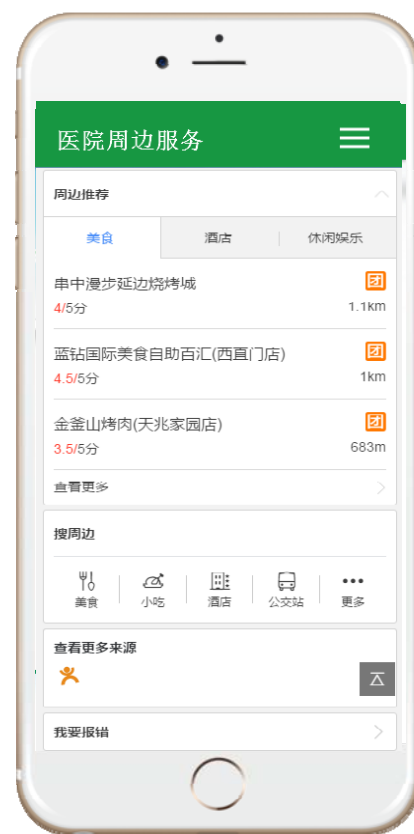 医院周边服务
周边推荐
美食 酒店 休闲娱乐
串中漫步延边烧烤城 团
4/5分 1.1km
蓝钻国际美食自助百汇(西直门店) 团
4.5/5分 1km
金釜山烤肉(天兆家园店) 团
3.5/5分 683m
查看更多
搜周边
美食 小吃 酒店 公交站 更多
查看更多来源
我要报错